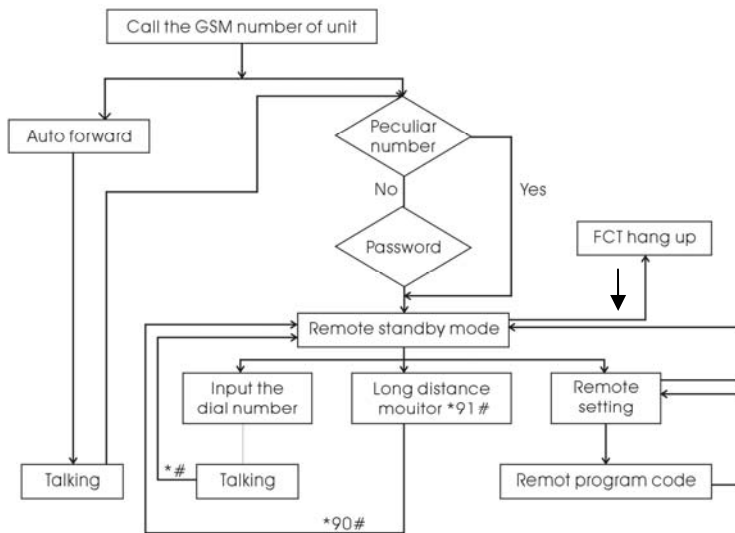 Call the GSM number of unit
Auto forward
Peculiar
number
No
Yes
Password
FCT hang up
Remote standby mode
Input the
dial number
Long distance
mouitor *91#
Remote
setting
*#
Talking
Talking
Remot program code
*90#